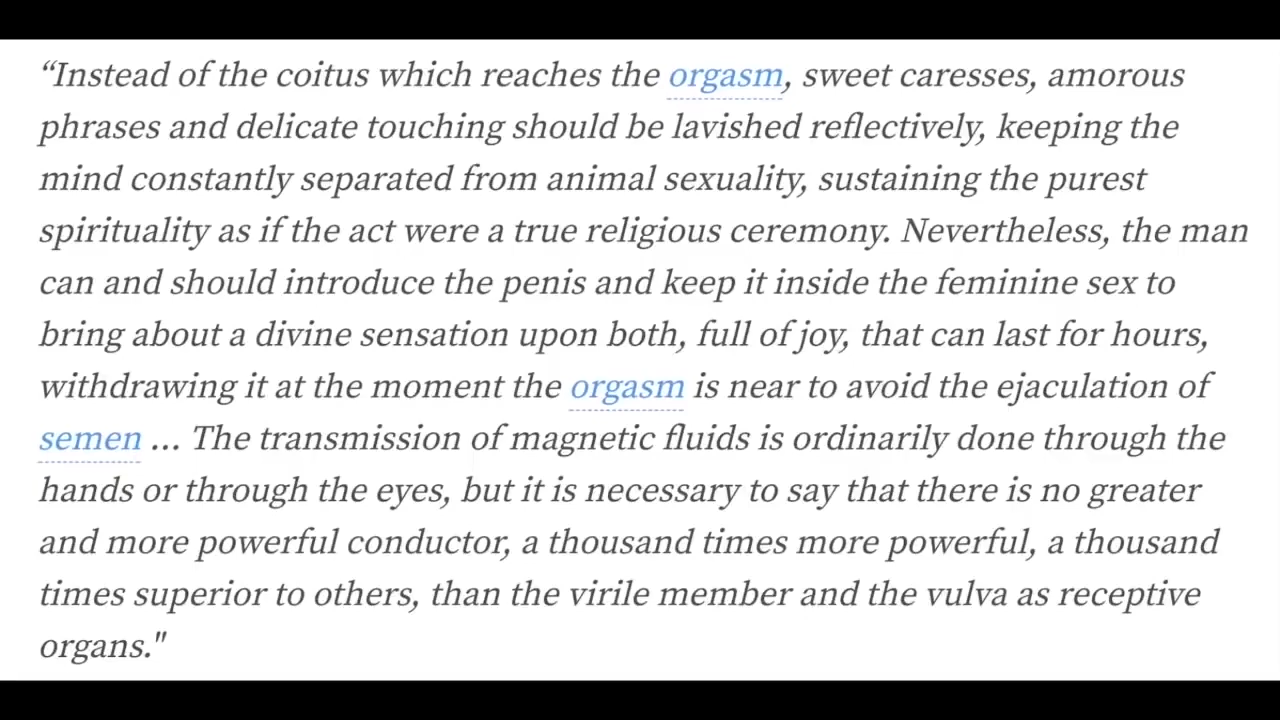 “Instead of the coitus which reaches the orgasm, sweet caresses, amorous
phrases and delicate touching should be lavished reflectively, keeping the
mind constantly separated from animal sexuality, sustaining the purest
spirituality as if the act were a true religious ceremony. Nevertheless, the man
can and should introduce the penis and keep it inside the feminine sex to
bring about a divine sensation upon both, full of joy, that can last for hours,
withdrawing it at the moment the orgasm is near to avoid the ejaculation of
semen ... The transmission of magnetic fluids is ordinarily done through the
hands or through the eyes, but it is necessary to say that there is no greater
and more powerful conductor, a thousand times more powerful, a thousand
times superior to others, than the virile member and the vulva as receptive
organs."